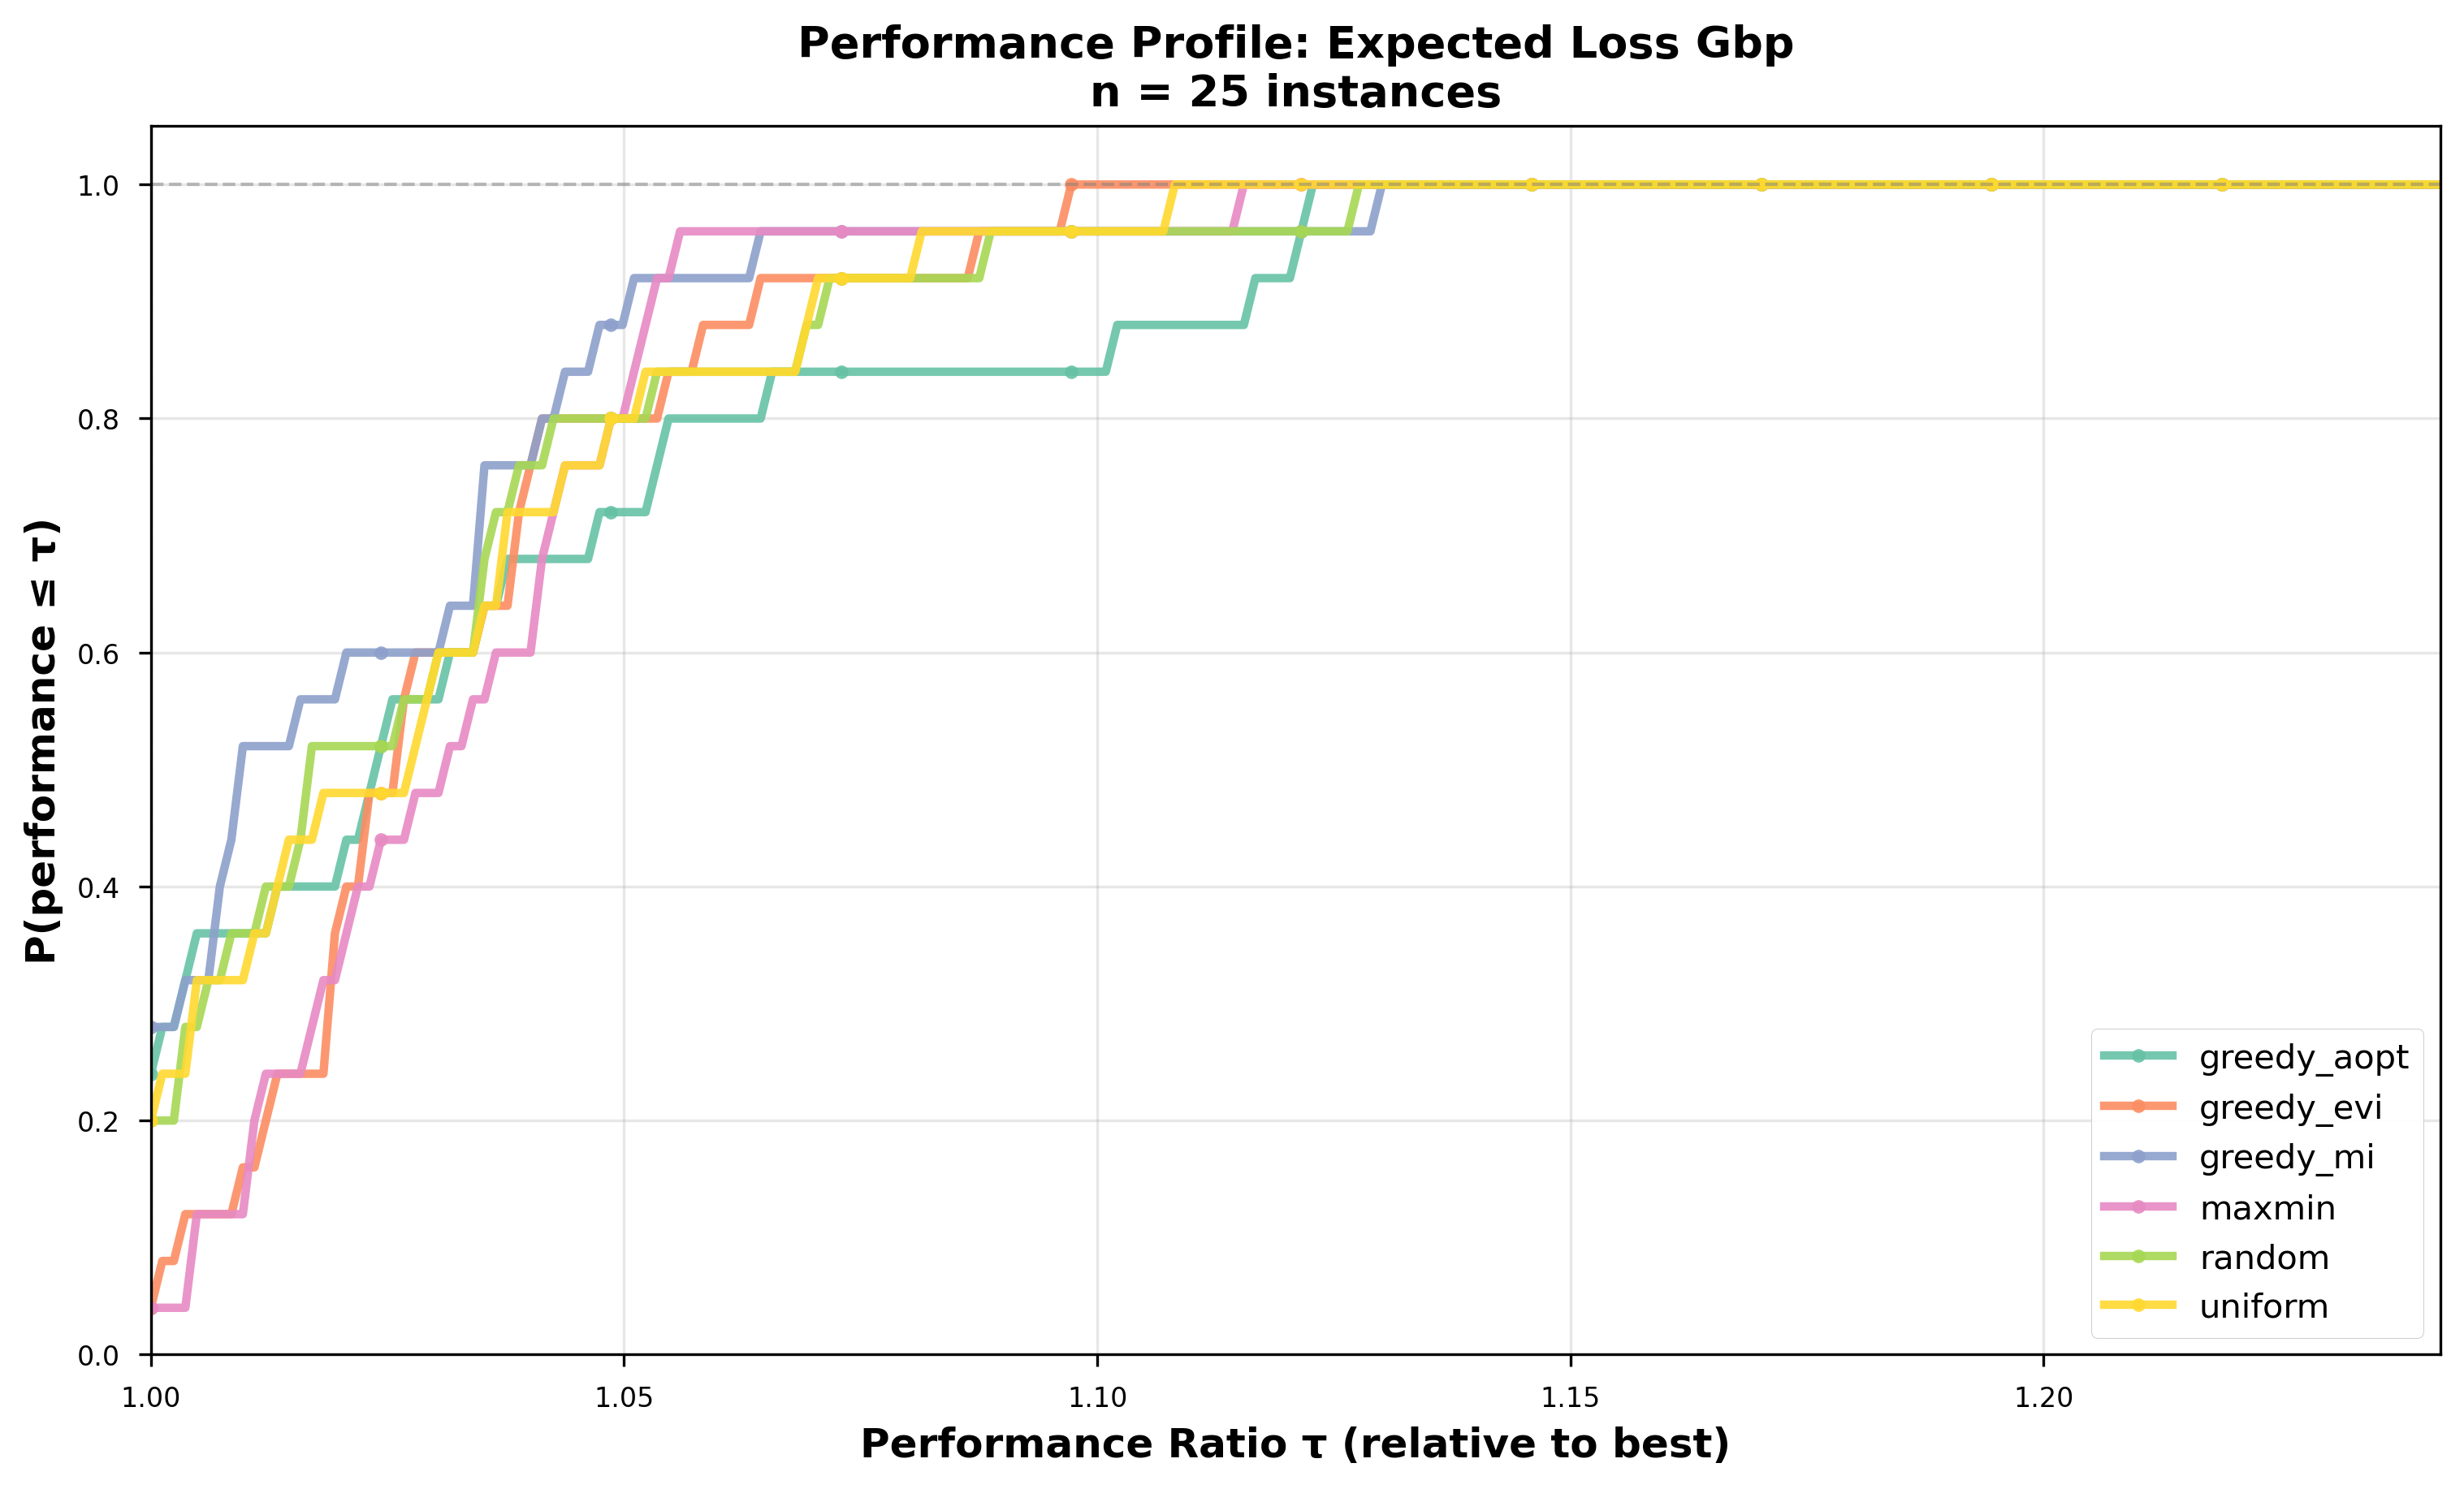 Performance Profile: Expected Loss Gbp
n = 25 instances
P(performance ≤ τ)
1.0
0.8
0.6
0.4
0.2
0.0
greedy_aopt
greedy_evi
greedy_mi
maxmin
random
uniform
1.00 1.05 1.10 1.15 1.20
Performance Ratio τ (relative to best)